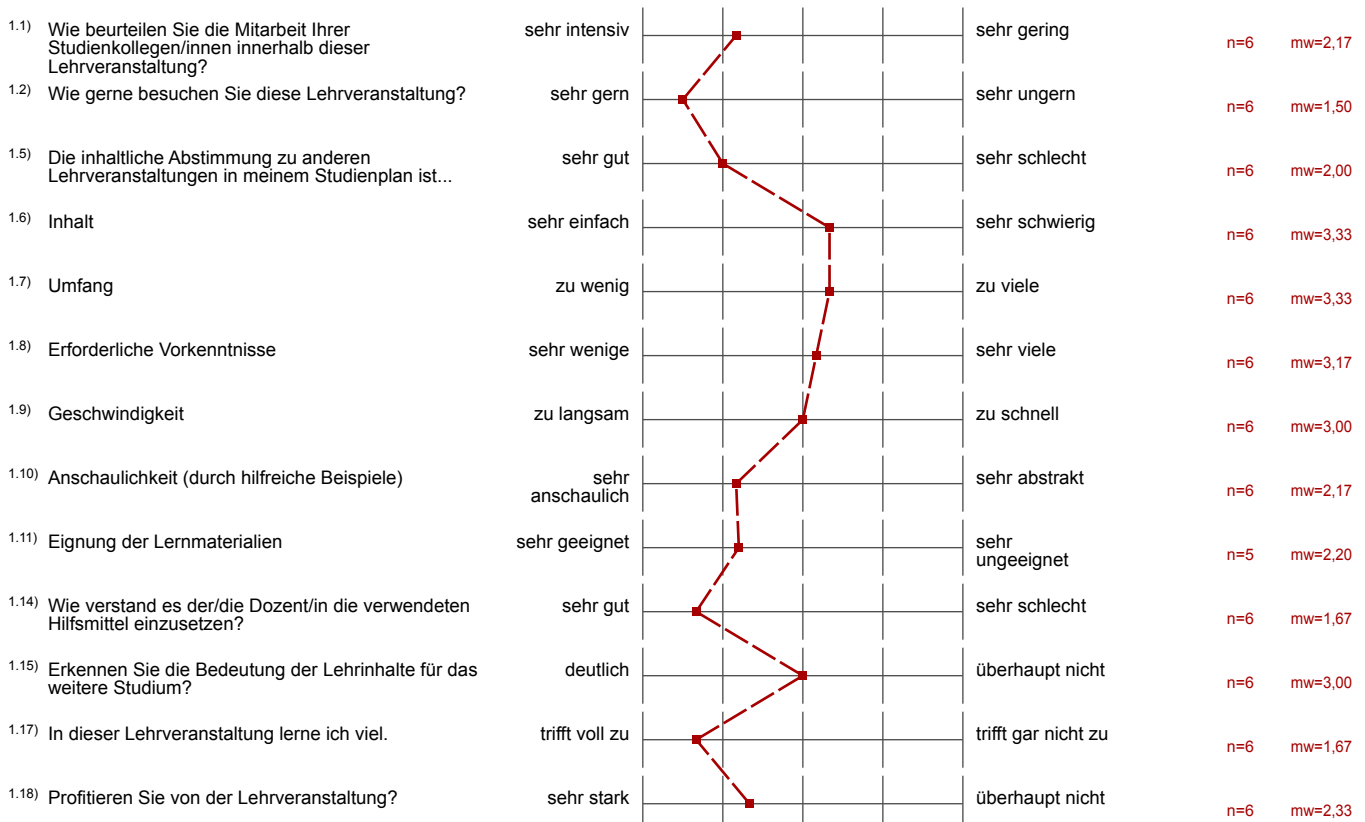 1.1) Wie beurteilen Sie die Mitarbeit Ihrer
Studienkollegen/innen innerhalb dieser
Lehrveranstaltung?
sehr intensiv
sehr gering
n=6 mw=2,17
1.2) Wie gerne besuchen Sie diese Lehrveranstaltung?
sehr gern
sehr ungern
n=6 mw=1,50
1.5) Die inhaltliche Abstimmung zu anderen
Lehrveranstaltungen in meinem Studienplan ist...
sehr gut
sehr schlecht
n=6 mw=2,00
1.6) Inhalt
sehr einfach
sehr schwierig
n=6 mw=3,33
1.7) Umfang
zu wenig
zu viele
n=6 mw=3,33
1.8) Erforderliche Vorkenntnisse
sehr wenige
sehr viele
n=6 mw=3,17
1.9) Geschwindigkeit
zu langsam
zu schnell
n=6 mw=3,00
1.10) Anschaulichkeit (durch hilfreiche Beispiele)
sehr
anschaulich
sehr abstrakt
n=6 mw=2,17
1.11) Eignung der Lernmaterialien
sehr geeignet
sehr
ungeeignet
n=5 mw=2,20
1.14) Wie verstand es der/die Dozent/in die verwendeten
Hilfsmittel einzusetzen?
sehr gut
sehr schlecht
n=6 mw=1,67
1.15) Erkennen Sie die Bedeutung der Lehrinhalte für das
weitere Studium?
deutlich
überhaupt nicht
n=6 mw=3,00
1.17) In dieser Lehrveranstaltung lerne ich viel.
trifft voll zu
trifft gar nicht zu
n=6 mw=1,67
1.18) Profitieren Sie von der Lehrveranstaltung?
sehr stark
überhaupt nicht
n=6 mw=2,33